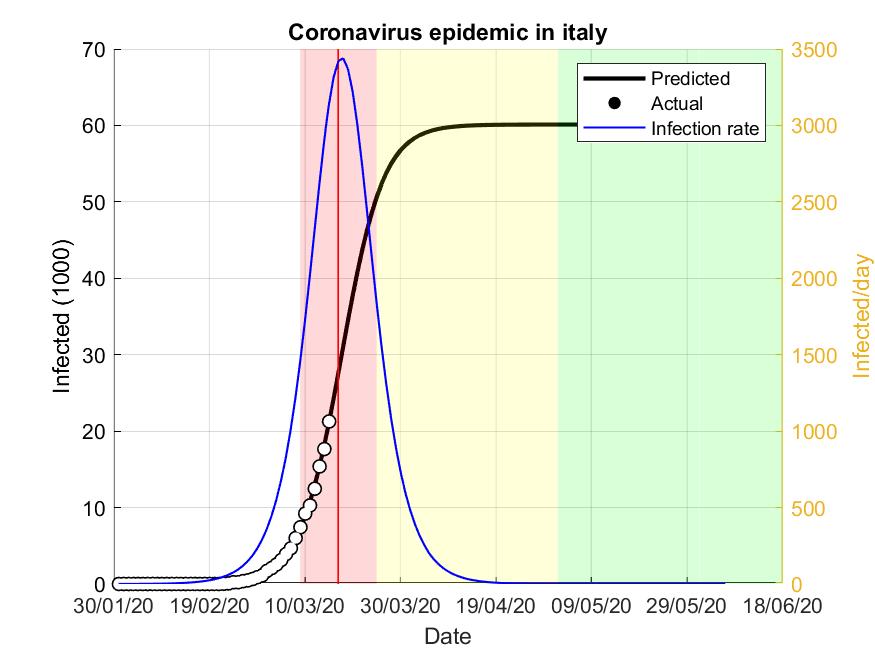 Coronavirus epidemic in italy
70
60
50
40
30
20
10
0
Infected (1000)
3500
3000
2500
2000
1500
1000
500
0
Infected/day
Predicted
Actual
Infection rate
30/01/20 19/02/20 10/03/20 30/03/20 19/04/20 09/05/20 29/05/20 18/06/20
Date